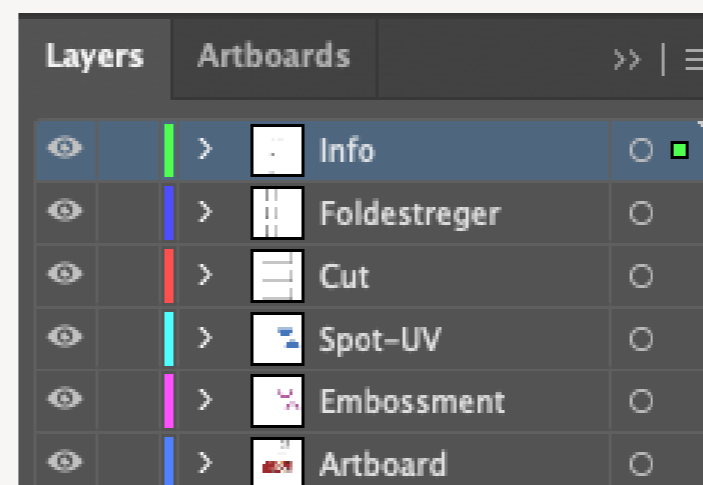 Layers Artboards
Info
Foldestreger
Cut
Spot-UV
Embossment
Artboard